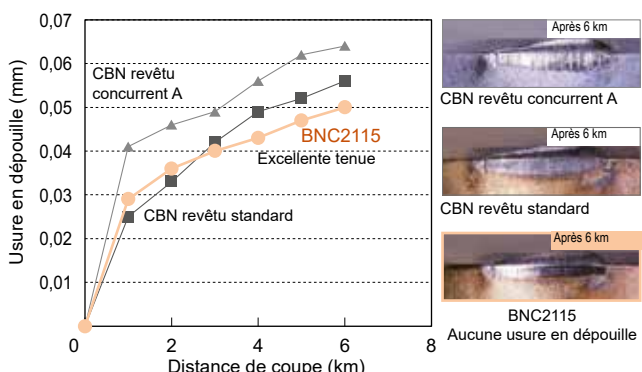 0,07
0,06
0,05
0,04
0,03
0,02
0,01
0
2
4
6
8
Usure en dépouille (mm)
Distance de coupe (km)
CBN revêtu
concurrent A
BNC2115
Excellente tenue
CBN revêtu standard
Après 6 km
CBN revêtu concurrent A
Après 6 km
CBN revêtu standard
Après 6 km
BNC2115
Aucune usure en dépouille